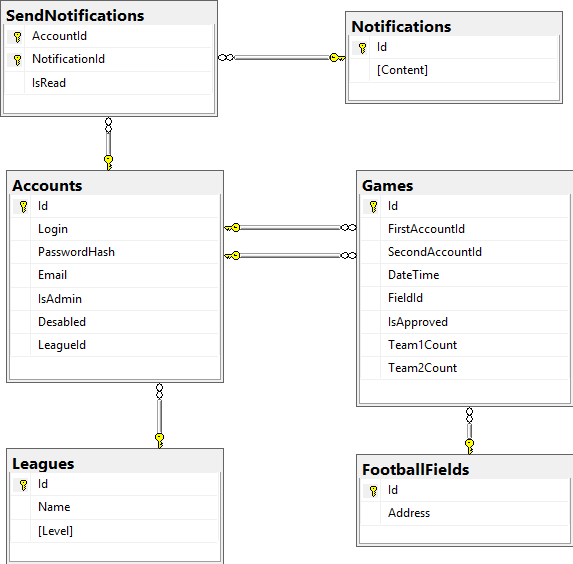 SendNotifications
AccountId
NotificationId
IsRead
Notifications
Id
[Content]
Accounts
Id
Login
PasswordHash
Email
IsAdmin
Disabled
LeagueId
Games
Id
FirstAccountId
SecondAccountId
DateTime
FieldId
IsApproved
Team1Count
Team2Count
Leagues
Id
Name
[Level]
FootballFields
Id
Address